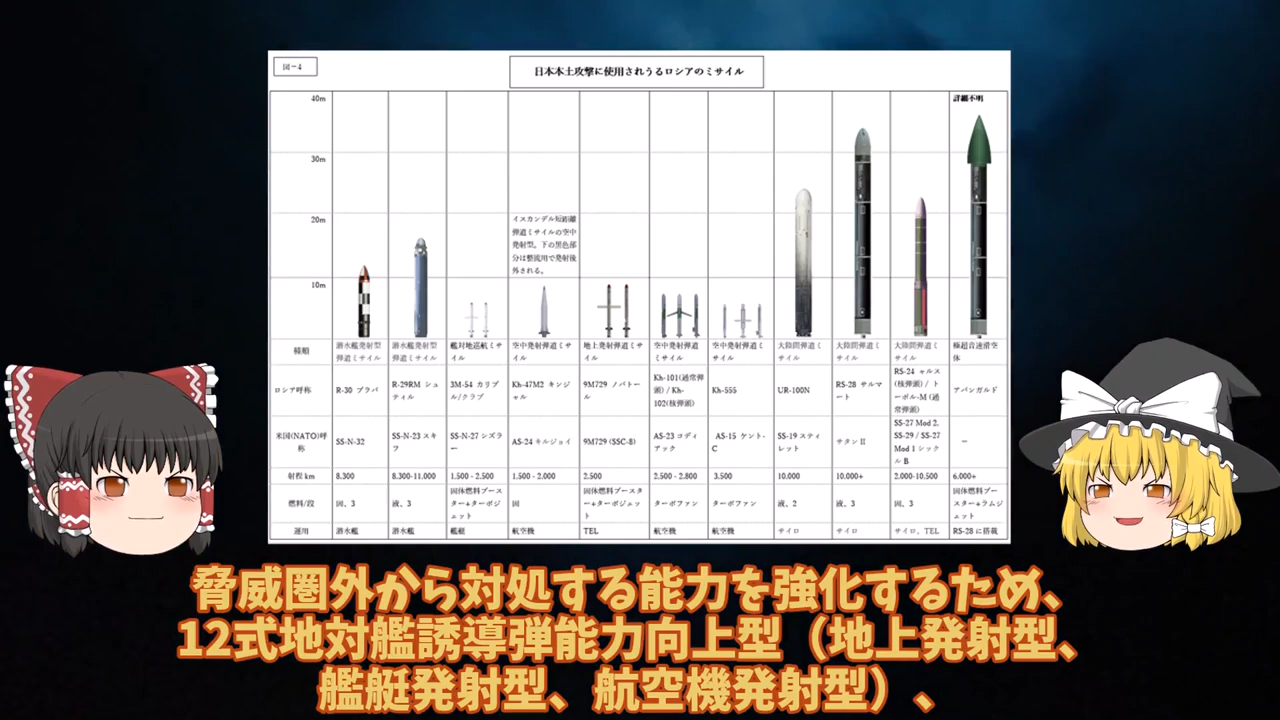 図－4
日本本土攻撃に使用されうるロシアのミサイル
40m
詳細不明
30m
20m
イスカンデル短距離
弾道ミサイルの空中
発射型。下の黒色部
分は整流用で発射後
外される。
10m
種類
潜水艦発射型
弾道ミサイル
潜水艦発射型
弾道ミサイル
艦対地巡航ミサ
イル
空中発射弾道ミサ
イル
地上発射弾道ミサ
イル
空中発射弾道
ミサイル
空中発射弾道ミ
サイル
大陸間弾道ミ
サイル
大陸間弾道ミ
サイル
大陸間弾道ミ
サイル
極超音速滑空
体
ロシア呼称
R-30 ブラバ
R-29RM シュ
ティル
3M-54 カリブ
ル/クラブ
Kh-47M2 キンジ
ャル
9M729 ノバトー
ル
Kh-101(通常弾
頭) / Kh-
102(核弾頭)
Kh-555
UR-100N
RS-28 サルマ
ート
RS-24 ャルス
(核弾頭) / ト
ーポル-M (通
常弾頭)
アバンガルド
米国(NATO)呼
称
SS-N-32
SS-N-23 スキ
フ
SS-N-27 シズラ
ー
AS-24 キルジョイ
9M729 (SSC-8)
AS-23 コディ
アック
AS-15 ケント-
C
SS-19 スティ
レット
サタンⅡ
SS-27 Mod 2,
SS-29 / SS-27
Mod 1 シック
ル B
－
射程 km
8.300
8.300-11.000
1.500 - 2.500
1.500 - 2.000
2.500
2.500 - 2.800
3.500
10.000
10.000+
2.000-10.500
6.000+
燃料/段
固、3
液、3
固体燃料ブース
ター+ターボジ
ェット
固
固体燃料ブースタ
ー+ターボジェッ
ト
ターボファン
ターボファン
液、2
液、3
固、3
固体燃料ブー
スター+ラムジ
ェット
運用
潜水艦
潜水艦
艦艇
航空機
TEL
航空機
航空機
サイロ
サイロ
サイロ、TEL
RS-28 に搭載
脅威圏外から対処する能力を強化するため、
12式地対艦誘導弾能力向上型（地上発射型、
艦艇発射型、航空機発射型）、